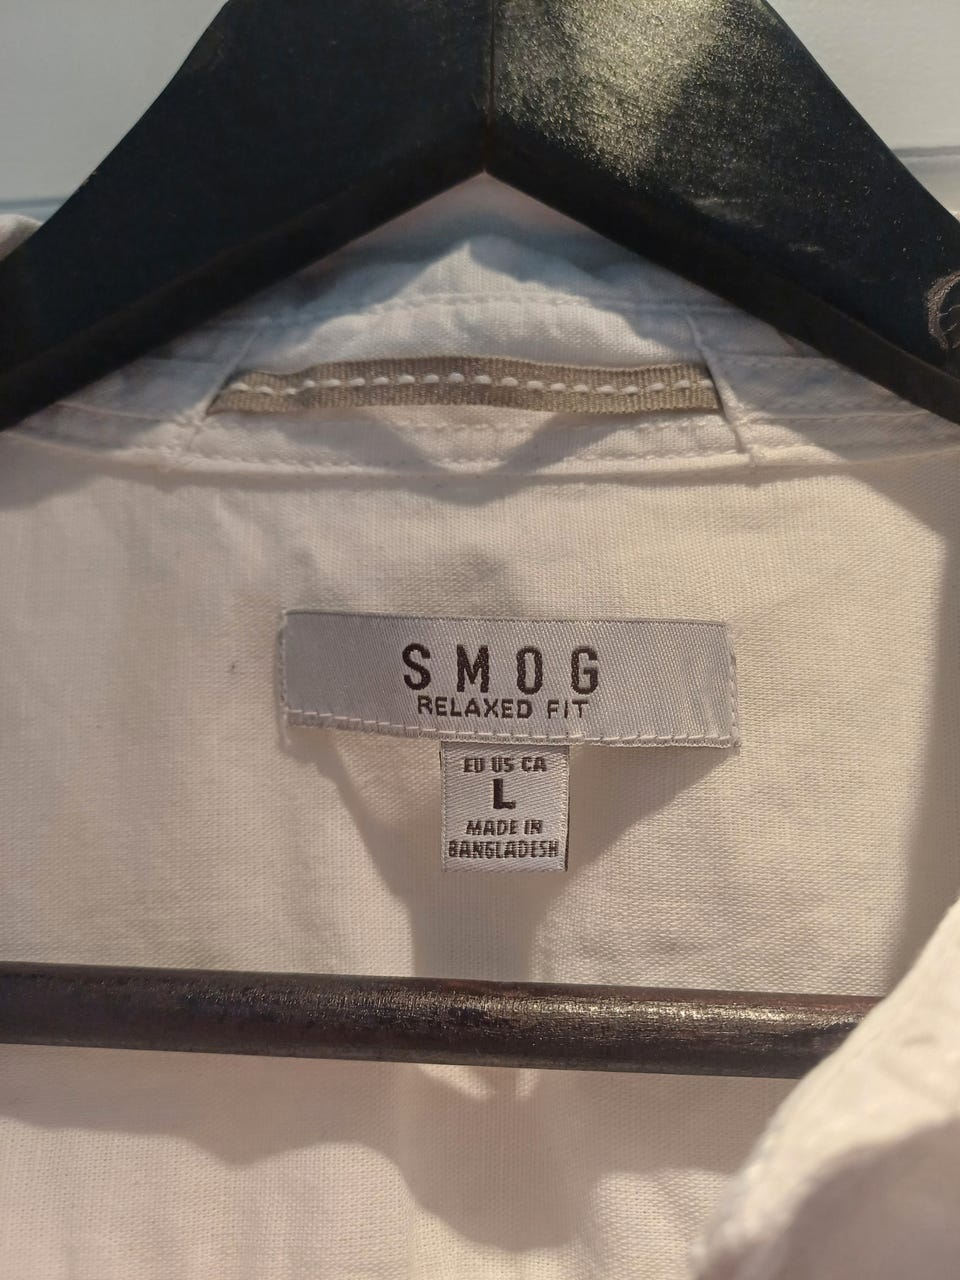 SMOG
RELAXED FIT
EU US CA
L
MADE IN
BANGLADESH